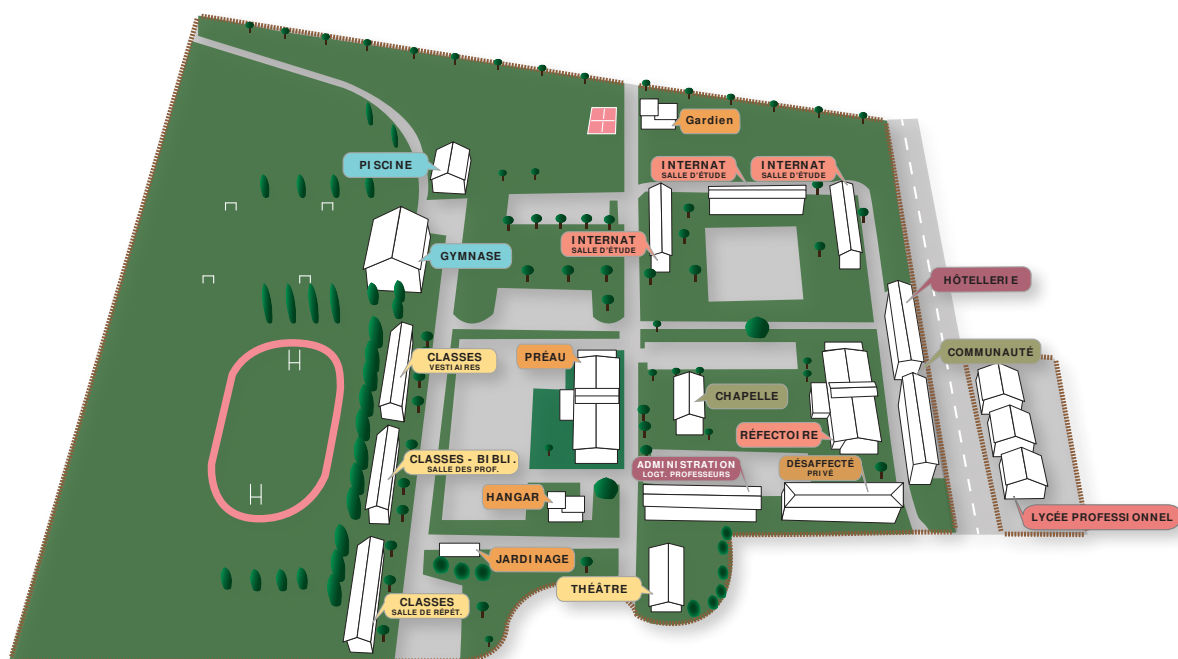 Gardien
PISCINE
INTERNAT
SALLE D'ÉTUDE
INTERNAT
SALLE D'ÉTUDE
INTERNAT
SALLE D'ÉTUDE
GYMNASE
HÔTELLERIE
COMMUNAUTÉ
CLASSES
VESTIAIRES
PRÉAU
CHAPELLE
RÉFECTOIRE
CLASSES - BIBLI.
SALLE DES PROF.
ADMINISTRATION
LOGT. PROFESSEURS
DÉSAFFECTÉ
PRIVÉ
HANGAR
LYCÉE PROFESSIONNEL
JARDINAGE
THÉÂTRE
CLASSES
SALLE DE RÉPÉT.